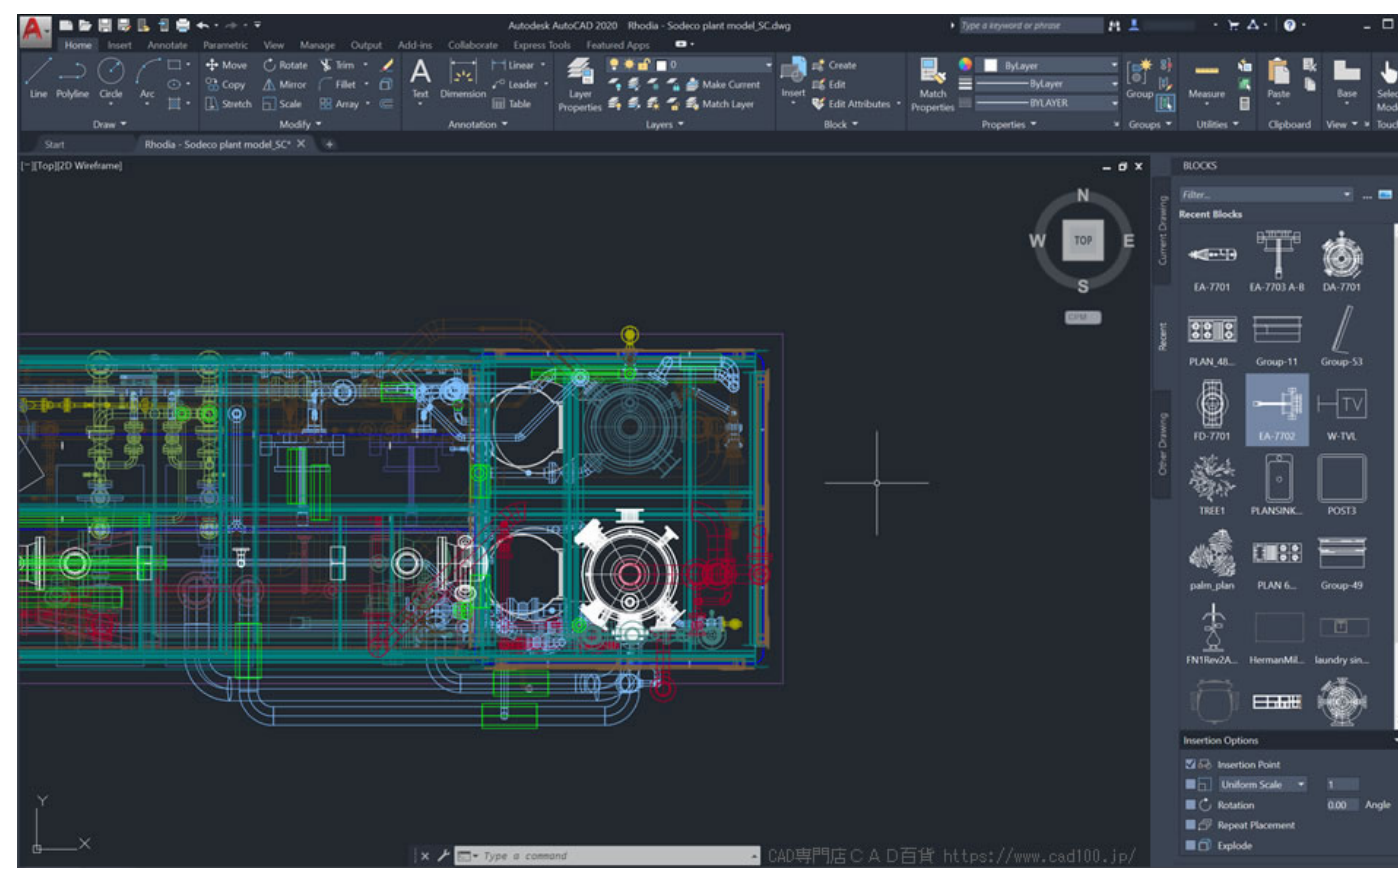 Autodesk AutoCAD 2020 Rhodia - Sodeco plant model_SC.dwg
Type a keyword or phrase
Home Insert Annotate Parametric View Manage Output Add-ins Collaborate Express Tools Featured Apps
Line Polyline Circle Arc
Move Rotate Trim
Copy Mirror Fillet
Stretch Scale Array
Text Dimension
Linear
Leader
Table
Layer Properties
0
Make Current
Match Layer
Insert
Create
Edit
Edit Attributes
Match Properties
ByLayer
ByLayer
BYLAYER
Group
Measure
Paste
Base
Draw Modify Annotation Layers Block Properties Groups Utilities Clipboard View
Start Rhodia - Sodeco plant model_SC*
[−][Top][2D Wireframe]
N
W TOP E
S
BLOCKS
Filter...
Recent Blocks
Current Drawing
Recent
Other Drawing
EA-7701 EA-7703 A-B DA-7701
PLAN_48... Group-11 Group-53
TV
FD-7701 EA-7702 W-TVL
TREE1 PLANSINK... POST3
palm_plan PLAN 6... Group-49
FN1Rev2A... HermanMil... laundry sin...
Insertion Options
Insertion Point
Uniform Scale 1
Rotation 0.00 Angle
Repeat Placement
Explode
Y
X
Type a command
CAD専門店ＣＡＤ百貨 https://www.cad100.jp/